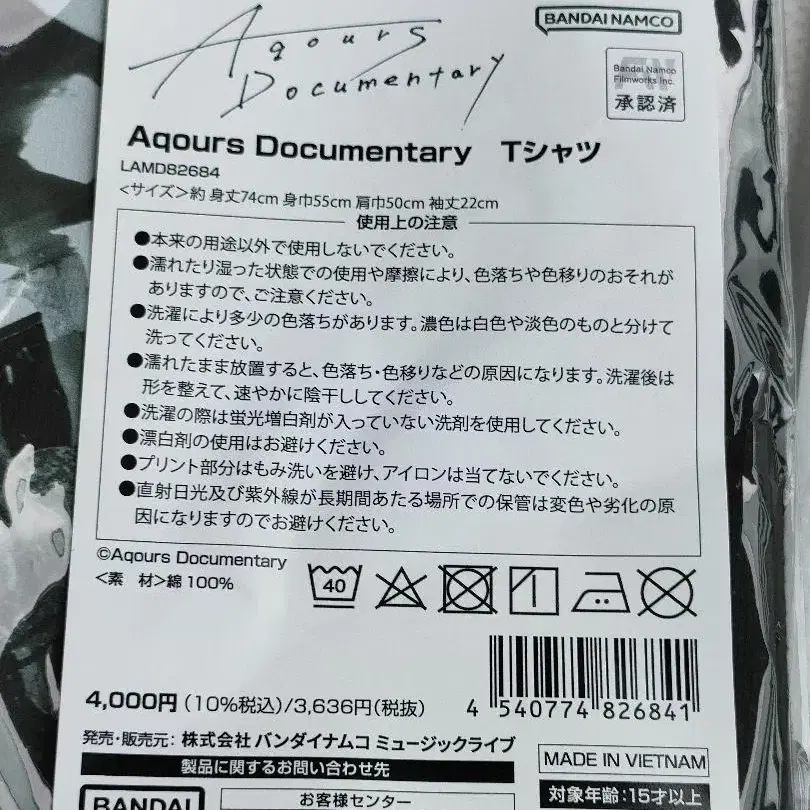 Aqours
Documentary
BANDAI NAMCO
Bandai Namco
Filmworks Inc.
承認済
Aqours Documentary Tシャツ
LAMD82684
<サイズ>約 身丈74cm 身巾55cm 肩巾50cm 袖丈22cm
使用上の注意
●本来の用途以外で使用しないでください。
●濡れたり湿った状態での使用や摩擦により、色落ちや色移りのおそれが
ありますので、ご注意ください。
●洗濯により多少の色落ちがあります。濃色は白色や淡色のものと分けて
洗ってください。
●濡れたまま放置すると、色落ち・色移りなどの原因になります。洗濯後は
形を整えて、速やかに陰干ししてください。
●洗濯の際は蛍光増白剤が入っていない洗剤を使用してください。
●漂白剤の使用はお避けください。
●プリント部分はもみ洗いを避け、アイロンは当てないでください。
●直射日光及び紫外線が長期間あたる場所での保管は変色や劣化の原
因になりますのでお避けください。
©Aqours Documentary
<素 材>綿100%
40
4,000円(10%税込)/3,636円(税抜)
4 540774 826841
発売・販売元: 株式会社バンダイナムコ ミュージックライブ
製品に関するお問い合わせ先
MADE IN VIETNAM
対象年齢:15才以上
BANDAI
お客様センター